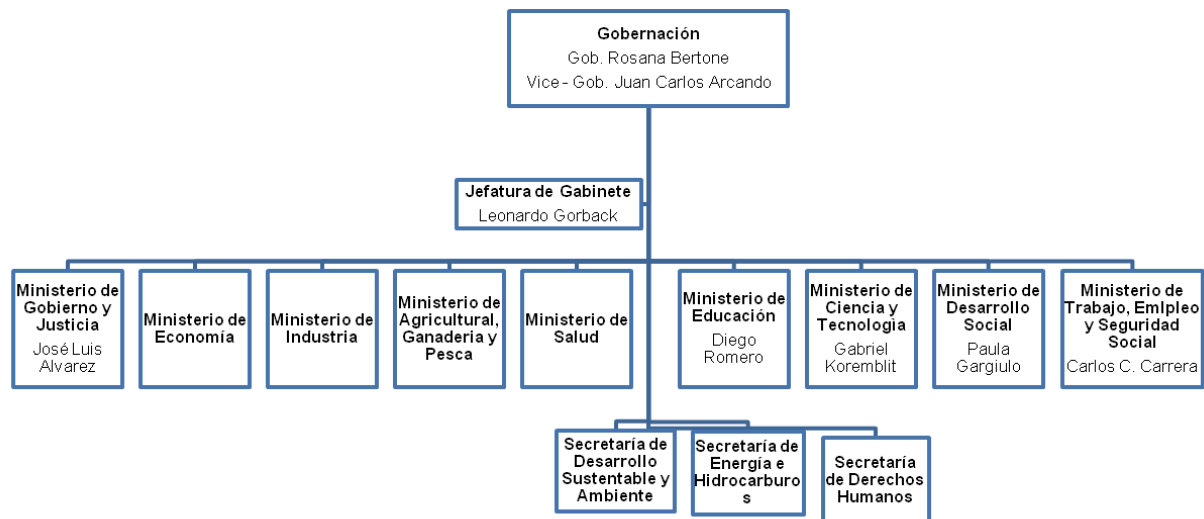 Gobernación
Gob. Rosana Bertone
Vice - Gob. Juan Carlos Arcando
Jefatura de Gabinete
Leonardo Gorback
Ministerio de
Gobierno y
Justicia
José Luis
Alvarez
Ministerio de
Economía
Ministerio de
Industria
Ministerio de
Agricultural,
Ganaderia y
Pesca
Ministerio de
Salud
Ministerio de
Educación
Diego
Romero
Ministerio de
Ciencia y
Tecnologìa
Gabriel
Koremblit
Ministerio de
Desarrollo
Social
Paula
Gargiulo
Ministerio de
Trabajo, Emlpleo
y Seguridad
Social
Carlos C. Carrera
Secretaría de
Desarrollo
Sustentable y
Ambiente
Secretaría de
Energía e
Hidrocarburo
s
Secretaría
de Derechos
Humanos